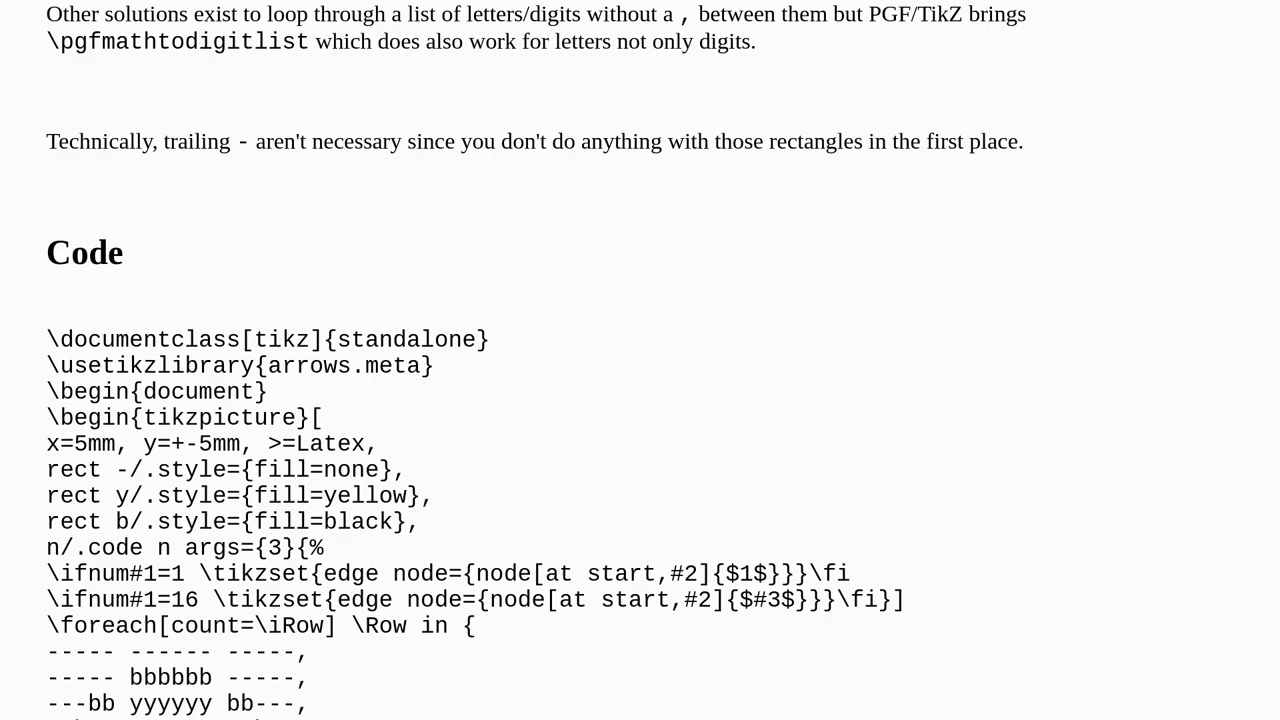 Other solutions exist to loop through a list of letters/digits without a , between them but PGF/TikZ brings
\pgfmathtodigitlist which does also work for letters not only digits.
Technically, trailing - aren't necessary since you don't do anything with those rectangles in the first place.
Code
\documentclass[tikz]{standalone}
\usetikzlibrary{arrows.meta}
\begin{document}
\begin{tikzpicture}[
x=5mm, y=+-5mm, >=Latex,
rect -/.style={fill=none},
rect y/.style={fill=yellow},
rect b/.style={fill=black},
n/.code n args={3}{%
\ifnum#1=1 \tikzset{edge node={node[at start,#2]{$1$}}}\fi
\ifnum#1=16 \tikzset{edge node={node[at start,#2]{$#3$}}}\fi}]
\foreach[count=\iRow] \Row in {
----- ------ -----,
----- bbbbbb -----,
---bb yyyyyy bb---,